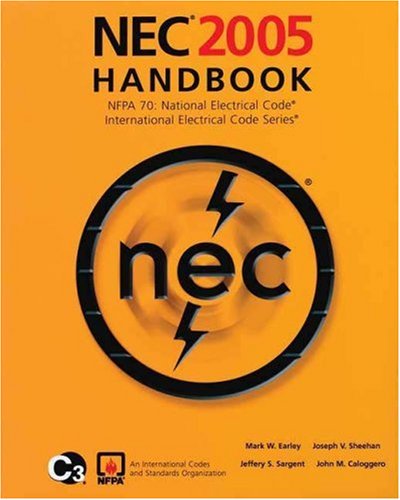 NEC® 2005
HANDBOOK
NFPA 70: National Electrical Code®
International Electrical Code Series®
®
nec
Mark W. Earley Joseph V. Sheehan
Jeffery S. Sargent John M. Caloggero
C3®
NFPA®
An International Codes
and Standards Organization